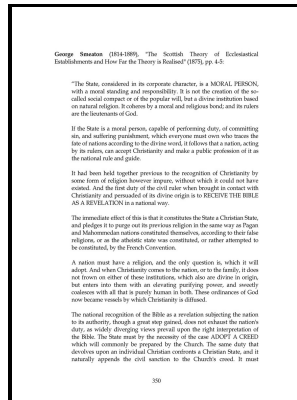 George Smeaton (1814-1889), "The Scottish Theory of Ecclesiastical
Establishments and How Far the Theory is Realised" (1875), pp. 4-5:
"The State, considered in its corporate character, is a MORAL PERSON,
with a moral standing and responsibility. It is not the creation of the so-
called social compact or of the popular will, but a divine institution based
on natural religion. It coheres by a moral and religious bond; and its rulers
are the lieutenants of God.
If the State is a moral person, capable of performing duty, of committing
sin, and suffering punishment, which everyone must own who traces the
fate of nations according to the divine word, it follows that a nation, acting
by its rulers, can accept Christianity and make a public profession of it as
the national rule and guide.
It had been held together previous to the recognition of Christianity by
some form of religion however impure, without which it could not have
existed. And the first duty of the civil ruler when brought in contact with
Christianity and persuaded of its divine origin is to RECEIVE THE BIBLE
AS A REVELATION in a national way.
The immediate effect of this is that it constitutes the State a Christian State,
and pledges it to purge out its previous religion in the same way as Pagan
and Mahommedan nations constituted themselves, according to their false
religions, or as the atheistic state was constituted, or rather attempted to
be constituted, by the French Convention.
A nation must have a religion, and the only question is, which it will
adopt. And when Christianity comes to the nation, or to the family, it does
not frown on either of these institutions, which also are divine in origin,
but enters into them with an elevating purifying power, and sweetly
coalesces with all that is purely human in both. These ordinances of God
now became vessels by which Christianity is diffused.
The national recognition of the Bible as a revelation subjecting the nation
to its authority, though a great step gained, does not exhaust the nation's
duty, as widely diverging views prevail upon the right interpretation of
the Bible. The State must by the necessity of the case ADOPT A CREED
which will commonly be prepared by the Church. The same duty that
devolves upon an individual Christian confronts a Christian State, and it
naturally appends the civil sanction to the Church's creed. It must
350